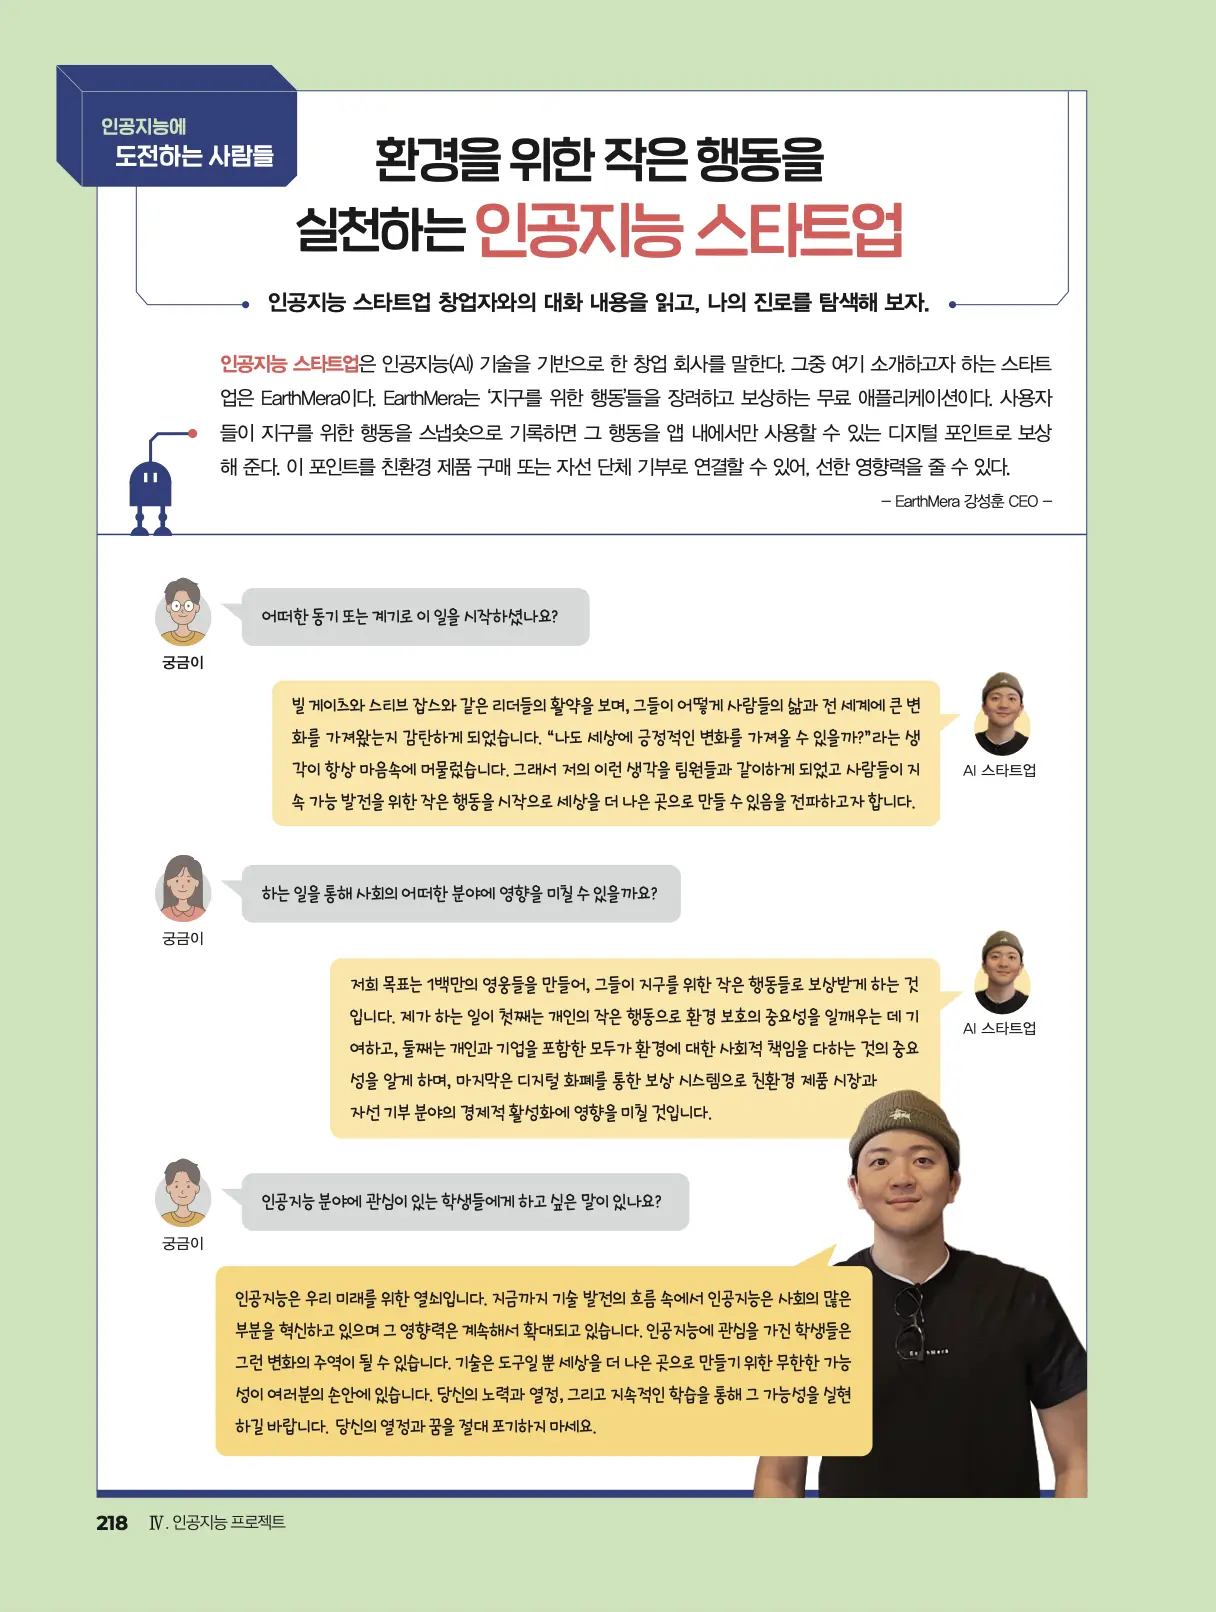 인공지능에
도전하는 사람들
환경을 위한 작은 행동을
실천하는 인공지능 스타트업
인공지능 스타트업 창업자와의 대화 내용을 읽고, 나의 진로를 탐색해 보자.
인공지능 스타트업은 인공지능(AI) 기술을 기반으로 한 창업 회사를 말한다. 그중 여기 소개하고자 하는 스타트
업은 EarthMera이다. EarthMera는 ‘지구를 위한 행동’들을 장려하고 보상하는 무료 애플리케이션이다. 사용자
들이 지구를 위한 행동을 스냅숏으로 기록하면 그 행동을 앱 내에서만 사용할 수 있는 디지털 포인트로 보상
해 준다. 이 포인트를 친환경 제품 구매 또는 자선 단체 기부로 연결할 수 있어, 선한 영향력을 줄 수 있다.
– EarthMera 강성훈 CEO –
어떠한 동기 또는 계기로 이 일을 시작하셨나요?
궁금이
빌 게이츠와 스티브 잡스와 같은 리더들의 활약을 보며, 그들이 어떻게 사람들의 삶과 전 세계에 큰 변
화를 가져왔는지 감탄하게 되었습니다. “나도 세상에 긍정적인 변화를 가져올 수 있을까?”라는 생
각이 항상 마음속에 머물렀습니다. 그래서 저의 이런 생각을 팀원들과 같이하게 되었고 사람들이 지
속 가능 발전을 위한 작은 행동을 시작으로 세상을 더 나은 곳으로 만들 수 있음을 전파하고자 합니다.
AI 스타트업
하는 일을 통해 사회의 어떠한 분야에 영향을 미칠 수 있을까요?
궁금이
저희 목표는 1백만의 영웅들을 만들어, 그들이 지구를 위한 작은 행동들로 보상받게 하는 것
입니다. 제가 하는 일이 첫째는 개인의 작은 행동으로 환경 보호의 중요성을 일깨우는 데 기
여하고, 둘째는 개인과 기업을 포함한 모두가 환경에 대한 사회적 책임을 다하는 것의 중요
성을 알게 하며, 마지막은 디지털 화폐를 통한 보상 시스템으로 친환경 제품 시장과
자선 기부 분야의 경제적 활성화에 영향을 미칠 것입니다.
AI 스타트업
인공지능 분야에 관심이 있는 학생들에게 하고 싶은 말이 있나요?
궁금이
인공지능은 우리 미래를 위한 열쇠입니다. 지금까지 기술 발전의 흐름 속에서 인공지능은 사회의 많은
부분을 혁신하고 있으며 그 영향력은 계속해서 확대되고 있습니다. 인공지능에 관심을 가진 학생들은
그런 변화의 주역이 될 수 있습니다. 기술은 도구일 뿐 세상을 더 나은 곳으로 만들기 위한 무한한 가능
성이 여러분의 손안에 있습니다. 당신의 노력과 열정, 그리고 지속적인 학습을 통해 그 가능성을 실현
하길 바랍니다. 당신의 열정과 꿈을 절대 포기하지 마세요.
EarthMera
218 Ⅳ. 인공지능 프로젝트